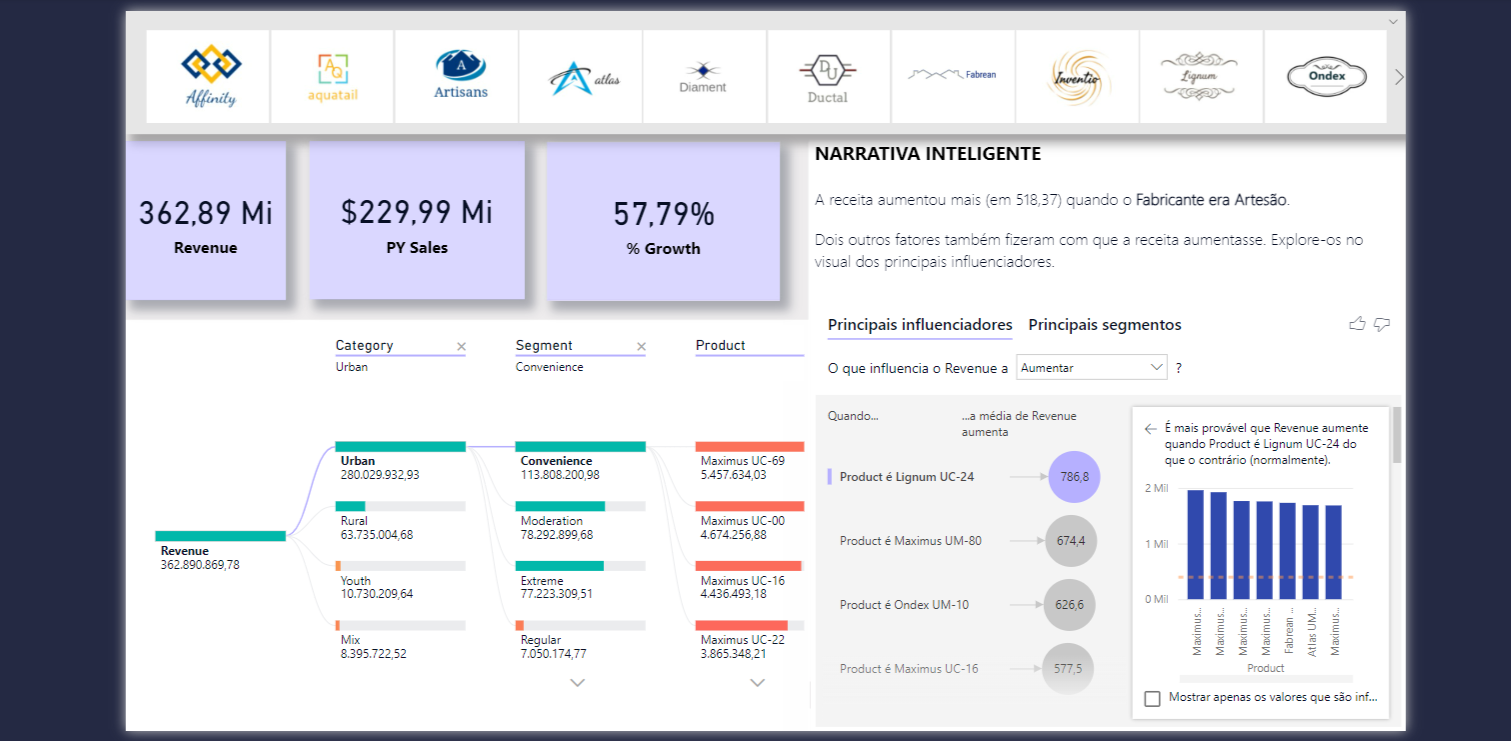 Affinity
AQ
aquatail
A
Artisans
atlas
Diament
DU
Ductal
Fabrean
Inventio
Lignum
Ondex
362,89 Mi
Revenue
$229,99 Mi
PY Sales
57,79%
% Growth
NARRATIVA INTELIGENTE
A receita aumentou mais (em 518,37) quando o Fabricante era Artesão.
Dois outros fatores também fizeram com que a receita aumentasse. Explore-os no
visual dos principais influenciadores.
Category
Urban
Segment
Convenience
Product
Revenue
362.890.869,78
Urban
280.029.932,93
Rural
63.735.004,68
Youth
10.730.209,64
Mix
8.395.722,52
Convenience
113.808.200,98
Moderation
78.292.899,68
Extreme
77.223.309,51
Regular
7.050.174,77
Maximus UC-69
5.457.634,03
Maximus UC-00
4.674.256,88
Maximus UC-16
4.436.493,18
Maximus UC-22
3.865.348,21
Principais influenciadores Principais segmentos
O que influencia o Revenue a Aumentar ?
Quando...
...a média de Revenue
aumenta
Product é Lignum UC-24 786,8
Product é Maximus UM-80 674,4
Product é Ondex UM-10 626,6
Product é Maximus UC-16 577,5
É mais provável que Revenue aumente
quando Product é Lignum UC-24 do
que o contrário (normalmente).
2 Mil
1 Mil
0 Mil
Maximus...
Maximus...
Maximus...
Maximus...
Fabrean ...
Atlas UM...
Maximus...
Product
Mostrar apenas os valores que são inf...